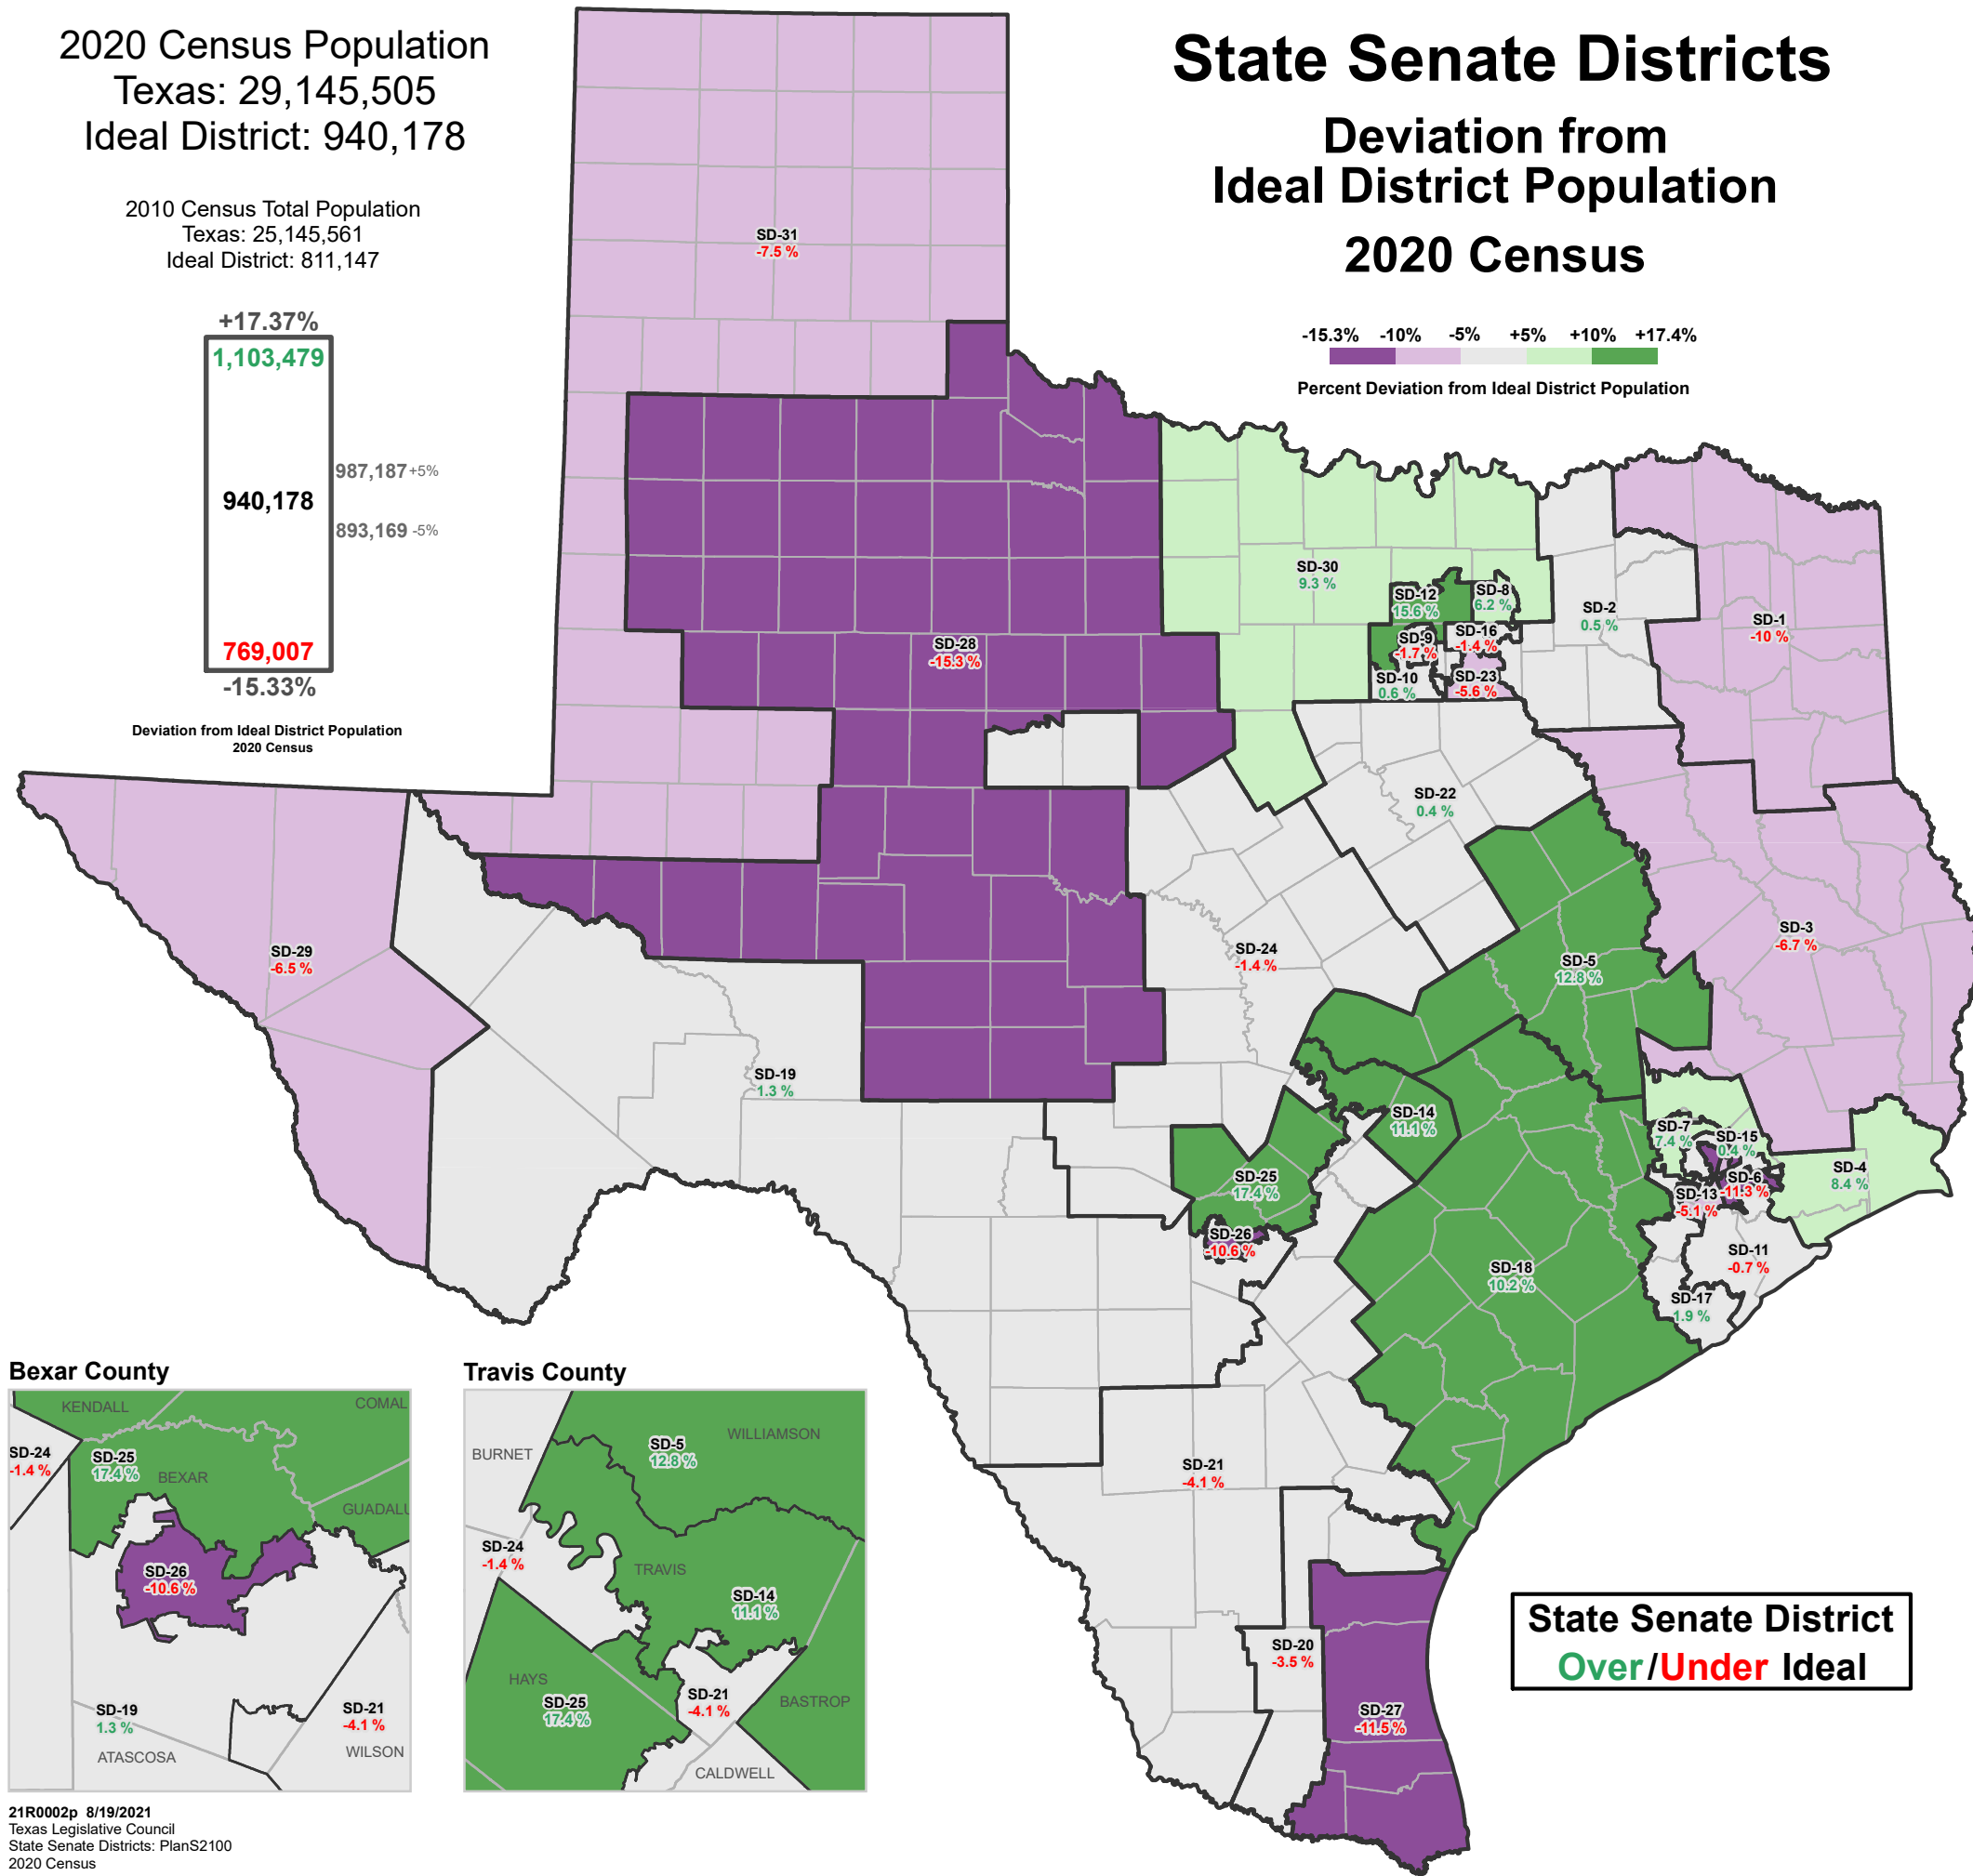 2020 Census Population
Texas: 29,145,505
Ideal District: 940,178
2010 Census Total Population
Texas: 25,145,561
Ideal District: 811,147
+17.37%
1,103,479
987,187 +5%
940,178
893,169 -5%
769,007
-15.33%
Deviation from Ideal District Population
2020 Census
State Senate Districts
Deviation from
Ideal District Population
2020 Census
-15.3% -10% -5% +5% +10% +17.4%
Percent Deviation from Ideal District Population
SD-31
-7.5 %
SD-28
-15.3 %
SD-30
9.3 %
SD-12
15.6 %
SD-8
6.2 %
SD-9
-1.7 %
SD-16
-1.4 %
SD-10
0.6 %
SD-23
-5.6 %
SD-2
0.5 %
SD-1
-10 %
SD-22
0.4 %
SD-3
-6.7 %
SD-29
-6.5 %
SD-24
-1.4 %
SD-5
12.8 %
SD-19
1.3 %
SD-14
11.1 %
SD-25
17.4 %
SD-26
-10.6 %
SD-7
7.4 %
SD-15
0.4 %
SD-6
-11.3 %
SD-13
-5.1 %
SD-4
8.4 %
SD-11
-0.7 %
SD-17
1.9 %
SD-18
10.2 %
SD-21
-4.1 %
SD-20
-3.5 %
SD-27
-11.5 %
Bexar County
KENDALL
COMAL
SD-24
-1.4 %
SD-25
17.4 %
BEXAR
GUADALU
SD-26
-10.6 %
SD-19
1.3 %
SD-21
-4.1 %
ATASCOSA
WILSON
Travis County
BURNET
SD-5
12.8 %
WILLIAMSON
SD-24
-1.4 %
TRAVIS
SD-14
11.1 %
HAYS
SD-25
17.4 %
SD-21
-4.1 %
BASTROP
CALDWELL
State Senate District
Over/Under Ideal
21R0002p 8/19/2021
Texas Legislative Council
State Senate Districts: PlanS2100
2020 Census